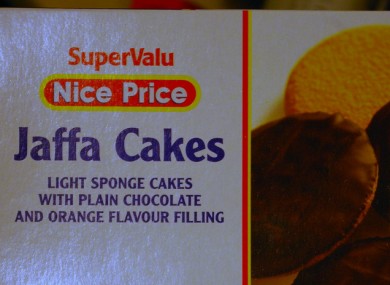 SuperValu
Nice Price
Jaffa Cakes
LIGHT SPONGE CAKES
WITH PLAIN CHOCOLATE
AND ORANGE FLAVOUR FILLING